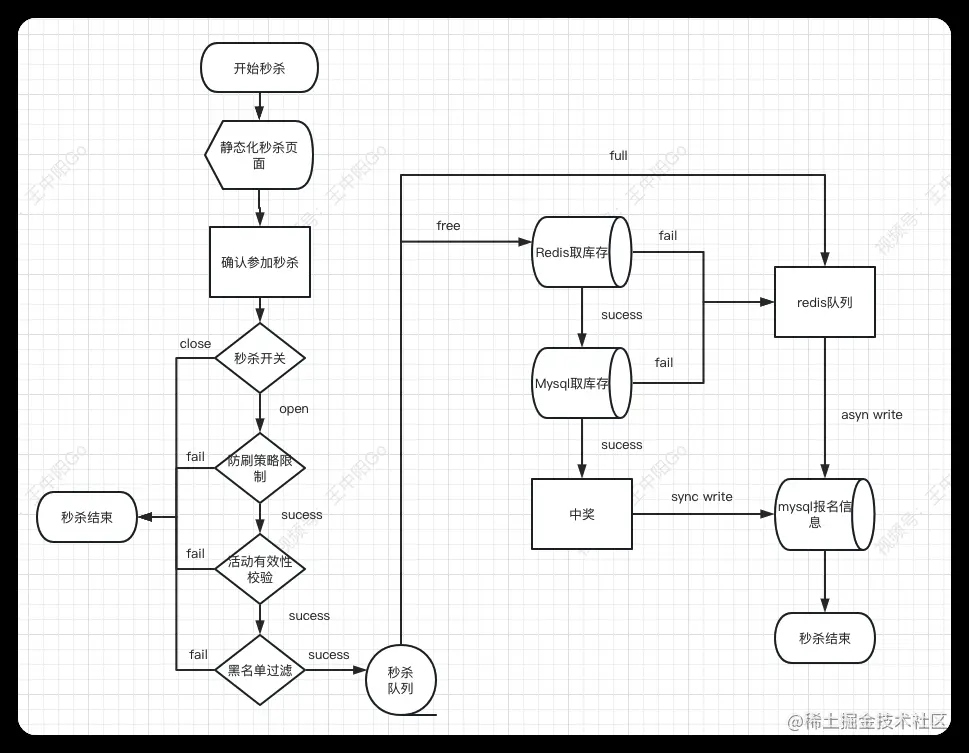 开始秒杀
静态化秒杀页
面
确认参加秒杀
秒杀开关
close
open
防刷策略限
制
fail
sucess
秒杀结束
活动有效性
校验
fail
sucess
黑名单过滤
fail
sucess
秒杀
队列
full
free
Redis取库存
fail
sucess
Mysql取库存
fail
sucess
中奖
sync write
redis队列
asyn write
mysql报名信
息
秒杀结束
视频号：王中阳Go
@稀土掘金技术社区